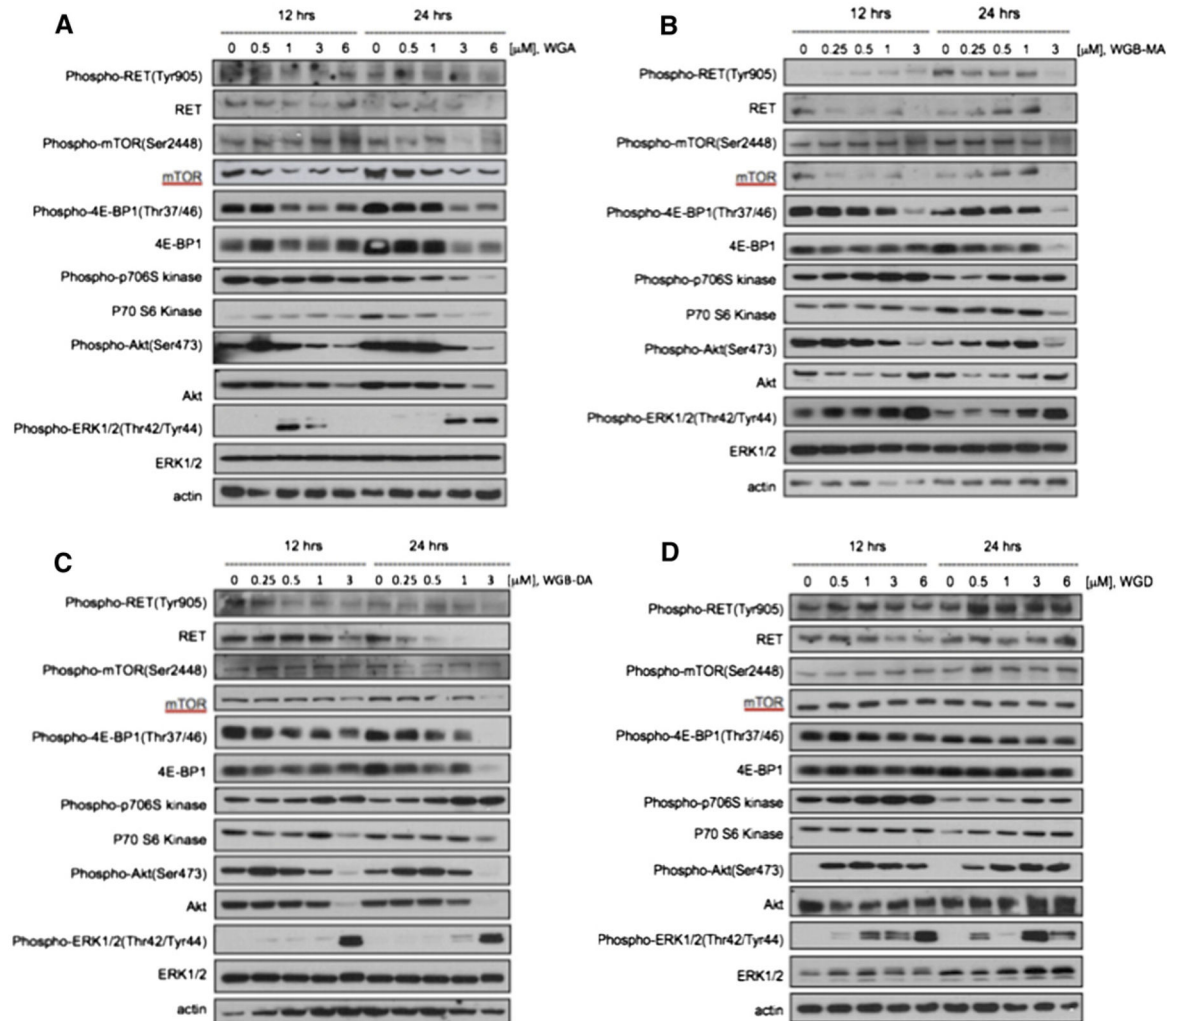 A
12 hrs 24 hrs
0 0.5 1 3 6 0 0.5 1 3 6 [μM], WGA
Phospho-RET(Tyr905)
RET
Phospho-mTOR(Ser2448)
mTOR
Phospho-4E-BP1(Thr37/46)
4E-BP1
Phospho-p706S kinase
P70 S6 Kinase
Phospho-Akt(Ser473)
Akt
Phospho-ERK1/2(Thr42/Tyr44)
ERK1/2
actin
B
12 hrs 24 hrs
0 0.25 0.5 1 3 0 0.25 0.5 1 3 [μM], WGB-MA
Phospho-RET(Tyr905)
RET
Phospho-mTOR(Ser2448)
mTOR
Phospho-4E-BP1(Thr37/46)
4E-BP1
Phospho-p706S kinase
P70 S6 Kinase
Phospho-Akt(Ser473)
Akt
Phospho-ERK1/2(Thr42/Tyr44)
ERK1/2
actin
C
12 hrs 24 hrs
0 0.25 0.5 1 3 0 0.25 0.5 1 3 [μM], WGB-DA
Phospho-RET(Tyr905)
RET
Phospho-mTOR(Ser2448)
mTOR
Phospho-4E-BP1(Thr37/46)
4E-BP1
Phospho-p706S kinase
P70 S6 Kinase
Phospho-Akt(Ser473)
Akt
Phospho-ERK1/2(Thr42/Tyr44)
ERK1/2
actin
D
12 hrs 24 hrs
0 0.5 1 3 6 0 0.5 1 3 6 [μM], WGD
Phospho-RET(Tyr905)
RET
Phospho-mTOR(Ser2448)
mTOR
Phospho-4E-BP1(Thr37/46)
4E-BP1
Phospho-p706S kinase
P70 S6 Kinase
Phospho-Akt(Ser473)
Akt
Phospho-ERK1/2(Thr42/Tyr44)
ERK1/2
actin